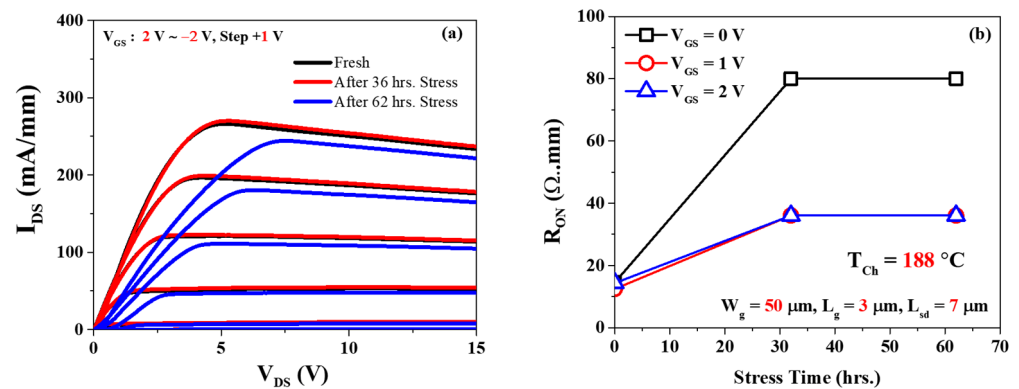 400
300
200
100
0
0
5
10
15
I_DS (mA/mm)
V_DS (V)
V_GS : 2 V ~ −2 V, Step +1 V
(a)
Fresh
After 36 hrs. Stress
After 62 hrs. Stress
100
80
60
40
20
0
0
10
20
30
40
50
60
70
R_ON (Ω..mm)
Stress Time (hrs.)
(b)
V_GS = 0 V
V_GS = 1 V
V_GS = 2 V
T_Ch = 188 °C
W_g = 50 μm, L_g = 3 μm, L_sd = 7 μm